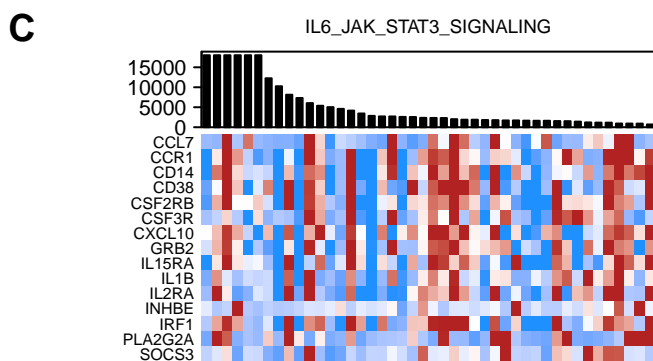 C
IL6_JAK_STAT3_SIGNALING
15000
10000
5000
0
CCL7
CCR1
CD14
CD38
CSF2RB
CSF3R
CXCL10
GRB2
IL15RA
IL1B
IL2RA
INHBE
IRF1
PLA2G2A
SOCS3